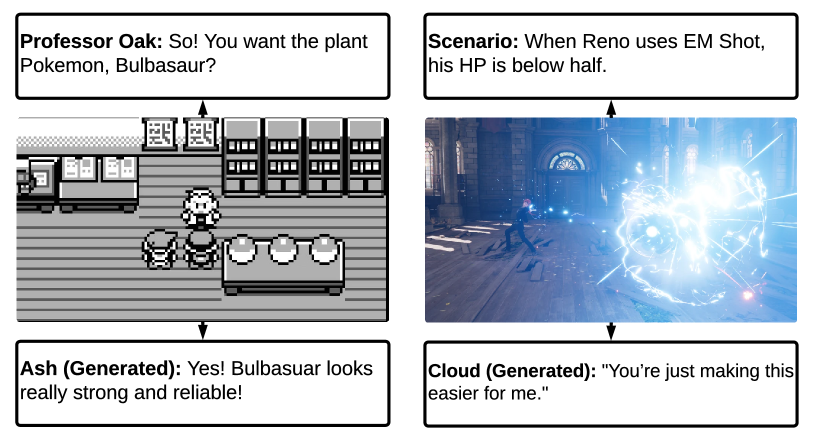 Professor Oak: So! You want the plant
Pokemon, Bulbasaur?
Scenario: When Reno uses EM Shot,
his HP is below half.
Ash (Generated): Yes! Bulbasuar looks
really strong and reliable!
Cloud (Generated): "You're just making this
easier for me."